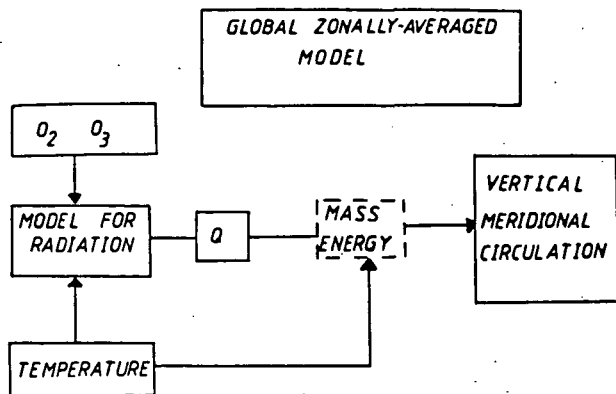 GLOBAL ZONALLY-AVERAGED
MODEL
O₂ O₃
MODEL FOR
RADIATION
Q
MASS
ENERGY
VERTICAL
MERIDIONAL
CIRCULATION
TEMPERATURE